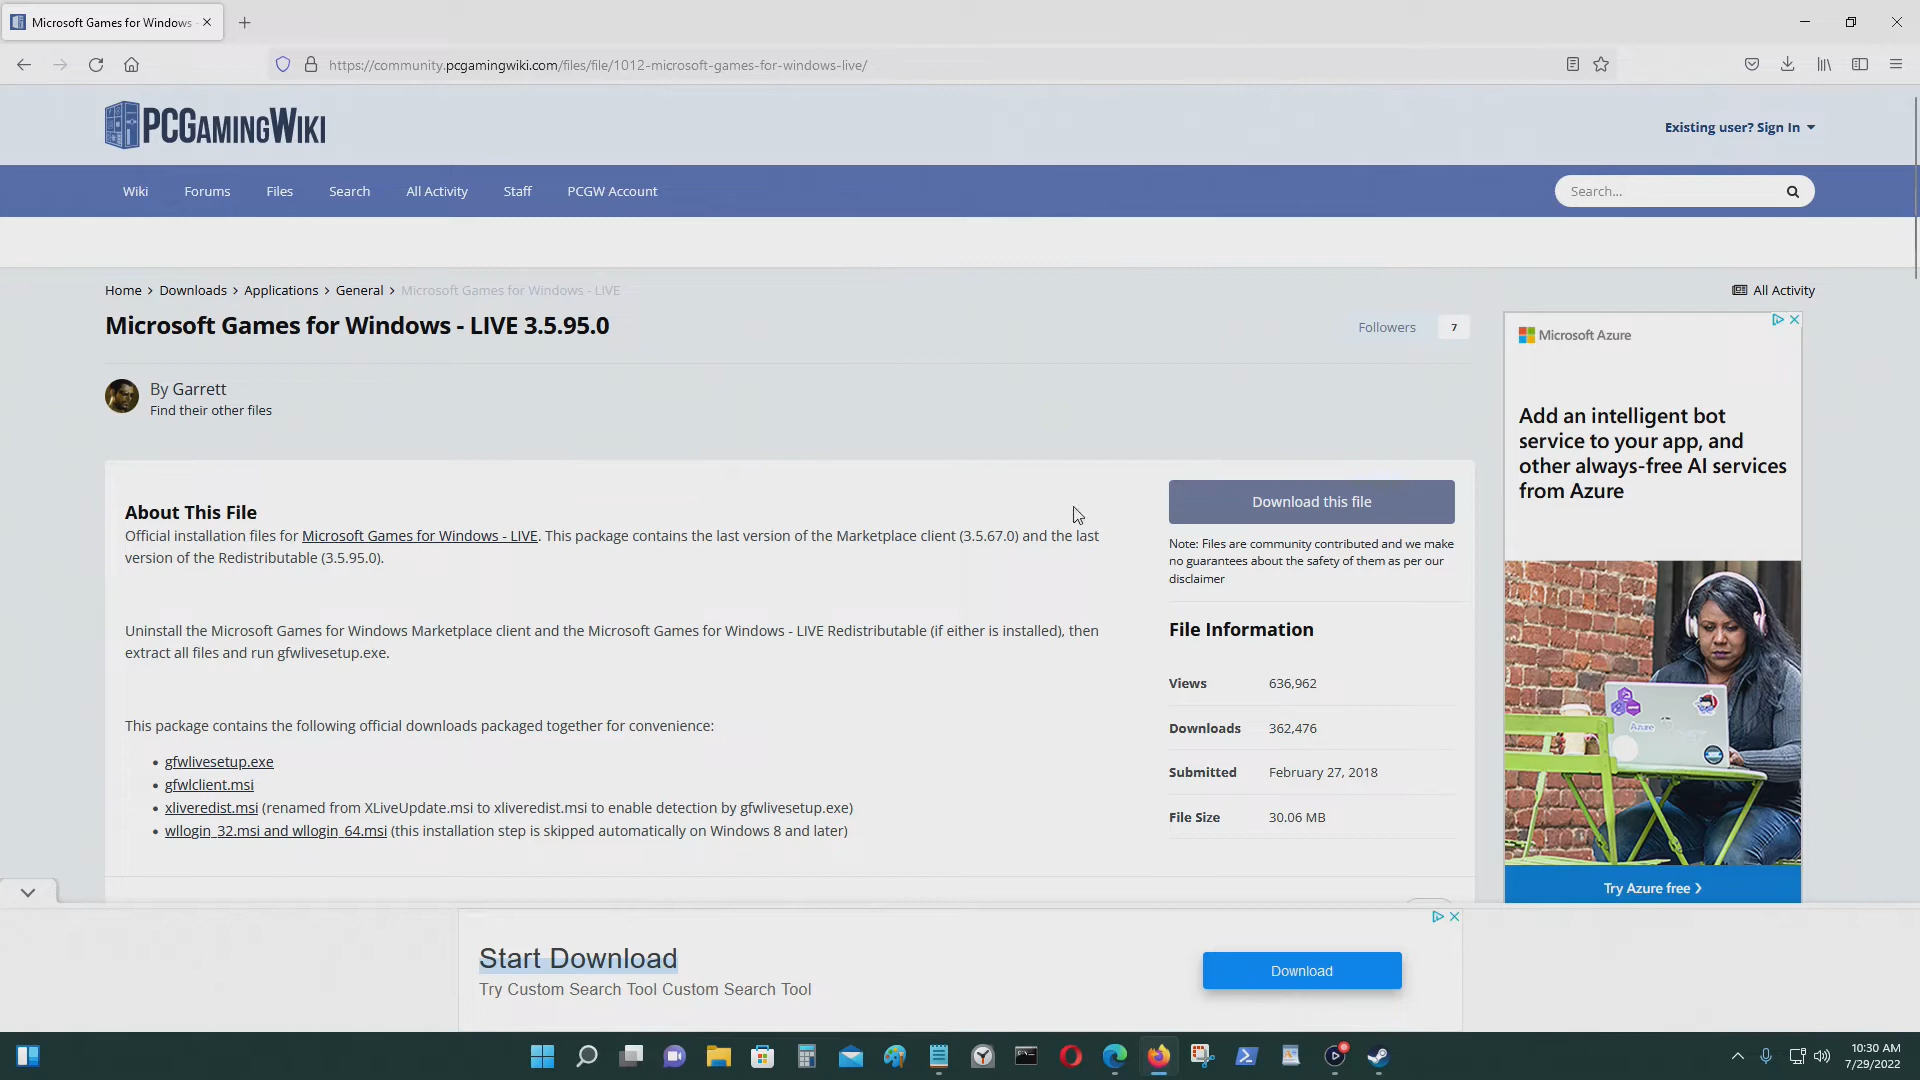 Microsoft Games for Windows -
https://community.pcgamingwiki.com/files/file/1012-microsoft-games-for-windows-live/
PCGamingWiki
Existing user? Sign In
Wiki Forums Files Search All Activity Staff PCGW Account
Search...
Home > Downloads > Applications > General > Microsoft Games for Windows - LIVE
All Activity
Microsoft Games for Windows - LIVE 3.5.95.0
Followers 7
By Garrett
Find their other files
About This File
Official installation files for Microsoft Games for Windows - LIVE. This package contains the last version of the Marketplace client (3.5.67.0) and the last
version of the Redistributable (3.5.95.0).
Uninstall the Microsoft Games for Windows Marketplace client and the Microsoft Games for Windows - LIVE Redistributable (if either is installed), then
extract all files and run gfwlivesetup.exe.
This package contains the following official downloads packaged together for convenience:
• gfwlivesetup.exe
• gfwlclient.msi
• xliveredist.msi (renamed from XLiveUpdate.msi to xliveredist.msi to enable detection by gfwlivesetup.exe)
• wllogin_32.msi and wllogin_64.msi (this installation step is skipped automatically on Windows 8 and later)
Download this file
Note: Files are community contributed and we make
no guarantees about the safety of them as per our
disclaimer
File Information
Views 636,962
Downloads 362,476
Submitted February 27, 2018
File Size 30.06 MB
Microsoft Azure
Add an intelligent bot
service to your app, and
other always-free AI services
from Azure
Azure
Try Azure free >
Start Download
Try Custom Search Tool Custom Search Tool
Download
10:30 AM
7/29/2022